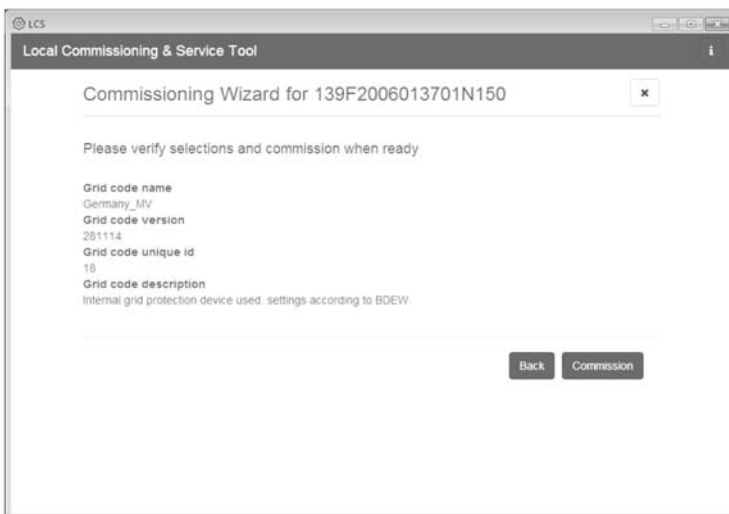 LCS
Local Commissioning & Service Tool
i
Commissioning Wizard for 139F2006013701N150
Please verify selections and commission when ready
Grid code name
Germany_MV
Grid code version
281114
Grid code unique id
18
Grid code description
Internal grid protection device used. settings according to BDEW
Back Commission